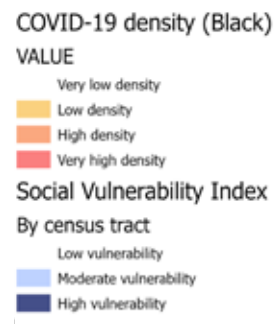 COVID-19 density (Black)
VALUE
Very low density
Low density
High density
Very high density
Social Vulnerability Index
By census tract
Low vulnerability
Moderate vulnerability
High vulnerability